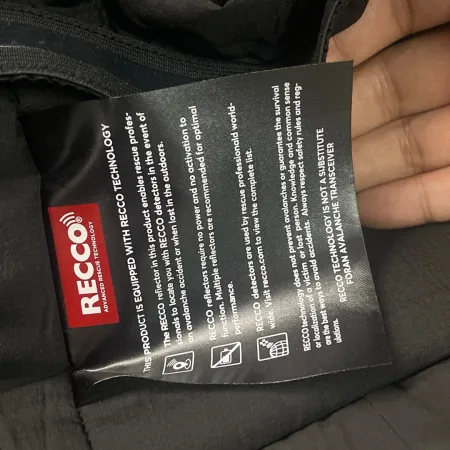 RECCO®
ADVANCED RESCUE TECHNOLOGY
THIS PRODUCT IS EQUIPPED WITH RECCO TECHNOLOGY
The RECCO reflector in this product enables rescue profes-
sionals to locate you with RECCO detectors in the event of
an avalanche accident or when lost in the outdoors.
RECCO reflectors require no power and no activation to
function. Multiple reflectors are recommended for optimal
performance.
RECCO detectors are used by rescue professionald world-
wide. Visit recco.com to view the complete list.
RECCO technology does not prevent avalanches or guarantee the survival
or localization of a victim or lost person. Knowledge and common sense
are the best ways to avoid accidents. Always respect safety rules and reg-
ulations.
RECCO TECHNOLOGY IS NOT A SUBSTITUTE
FORAN AVALANCHE TRANSCEIVER